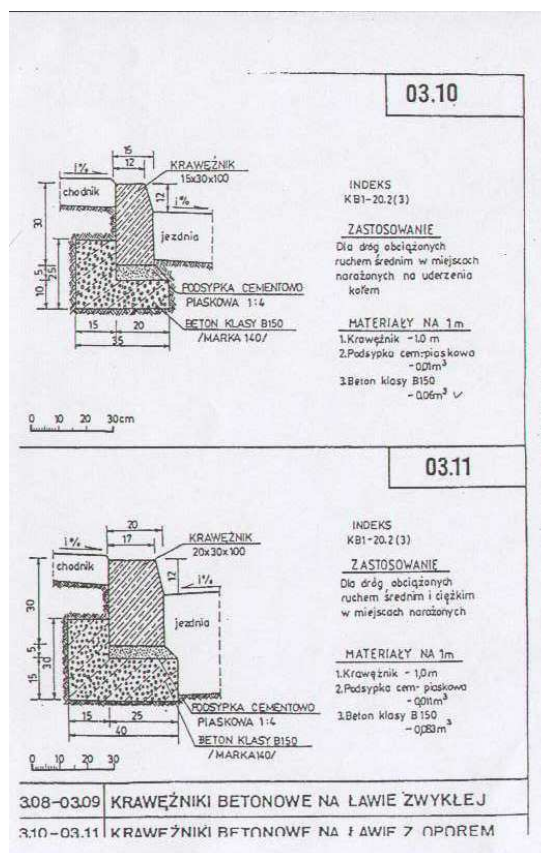 03.10
15
12
KRAWĘŻNIK
15x30x100
i%
chodnik
12
i%
30
jezdnia
5
25
10
PODSYPKA CEMENTOWO
PIASKOWA 1:4
15
20
BETON KLASY B150
35
/MARKA 140/
0 10 20 30cm
INDEKS
KB1-20.2(3)
ZASTOSOWANIE
Dla dróg obciążonych
ruchem średnim w miejscach
narażonych na uderzenia
kołem
MATERIAŁY NA 1m
1.Krawężnik -1.0 m
2.Podsypka cem-piaskowa
- 0,01m³
3.Beton klasy B150
- 0,06m³ ✓
03.11
20
17
KRAWĘŻNIK
20x30x100
i%
chodnik
12
i%
30
jezdnia
5
30
15
PODSYPKA CEMENTOWO
PIASKOWA 1:4
15
25
BETON KLASY B150
40
/MARKA140/
0 10 20 30
INDEKS
KB1-20.2 (3)
ZASTOSOWANIE
Dla dróg obciążonych
ruchem średnim i ciężkim
w miejscach narażonych
MATERIAŁY NA 1m
1.Krawężnik - 1,0m
2.Podsypka cem- piaskowa
- 0,011m³
3.Beton klasy B 150
- 0,083m³
3.08-03.09 KRAWĘŻNIKI BETONOWE NA ŁAWIE ZWYKŁEJ
3.10-03.11 KRAWĘŻNIKI BETONOWE NA ŁAWIE Z OPOREM